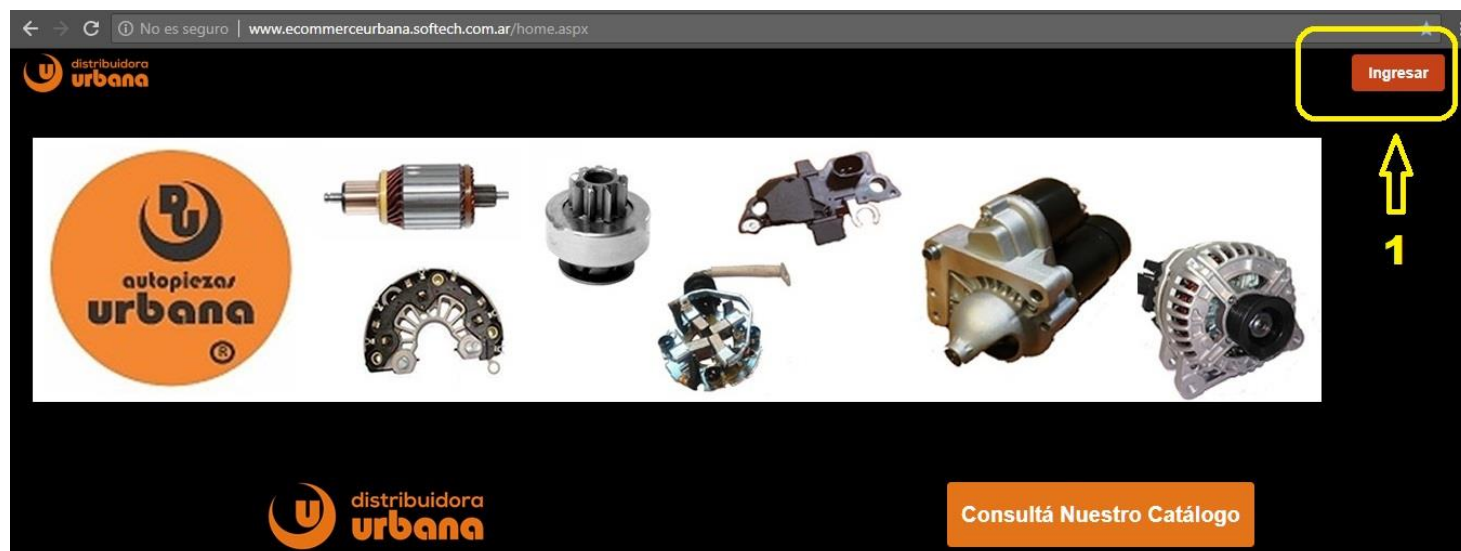 No es seguro | www.ecommerceurbana.softech.com.ar/home.aspx
distribuidora
urbana
Ingresar
DU
autopiezas
urbana
®
1
U
distribuidora
urbana
Consultá Nuestro Catálogo